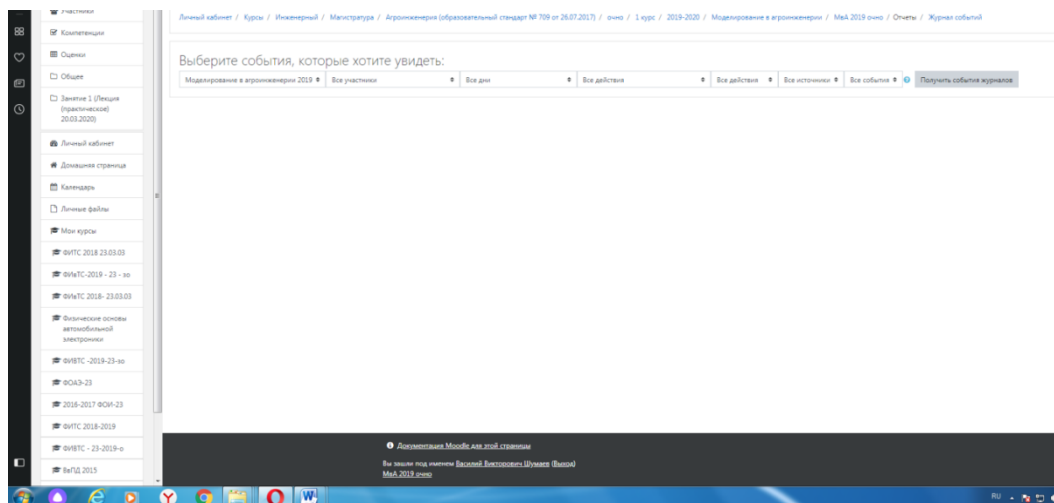 Участники
Компетенции
Оценки
Общее
Занятие 1 (Лекция
(практическое)
20.03.2020)
Личный кабинет
Домашняя страница
Календарь
Личные файлы
Мои курсы
ФИТС 2018 23.03.03
ФИвТС-2019 - 23 - зо
ФИвТС 2018- 23.03.03
Физические основы
автомобильной
электроники
ФИВТС -2019-23-зо
ФОАЭ-23
2016-2017 ФОИ-23
ФИТС 2018-2019
ФИВТС - 23-2019-о
ВвПД 2015
Личный кабинет / Курсы / Инженерный / Магистратура / Агроинженерия (образовательный стандарт № 709 от 26.07.2017) / очно / 1 курс / 2019-2020 / Моделирование в агроинженерии / МвА 2019 очно / Отчеты / Журнал событий
Выберите события, которые хотите увидеть:
Моделирование в агроинженерии 2019 Все участники Все дни Все действия Все действия Все источники Все события Получить события журналов
Документация Moodle для этой страницы
Вы зашли под именем Василий Викторович Шумаев (Выход)
МвА 2019 очно
RU